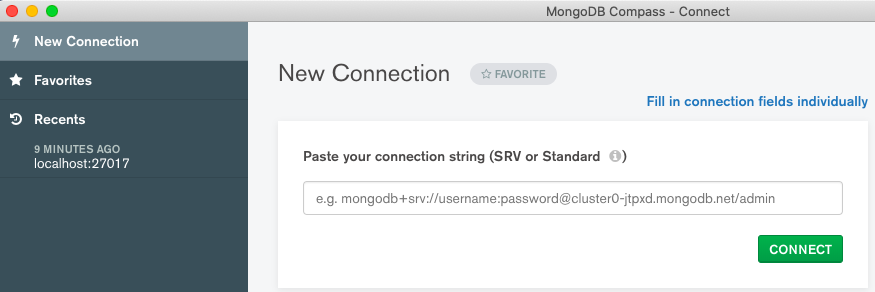 MongoDB Compass - Connect
New Connection
Favorites
Recents
9 MINUTES AGO
localhost:27017
New Connection
FAVORITE
Fill in connection fields individually
Paste your connection string (SRV or Standard i)
e.g. mongodb+srv://username:password@cluster0-jtpxd.mongodb.net/admin
CONNECT